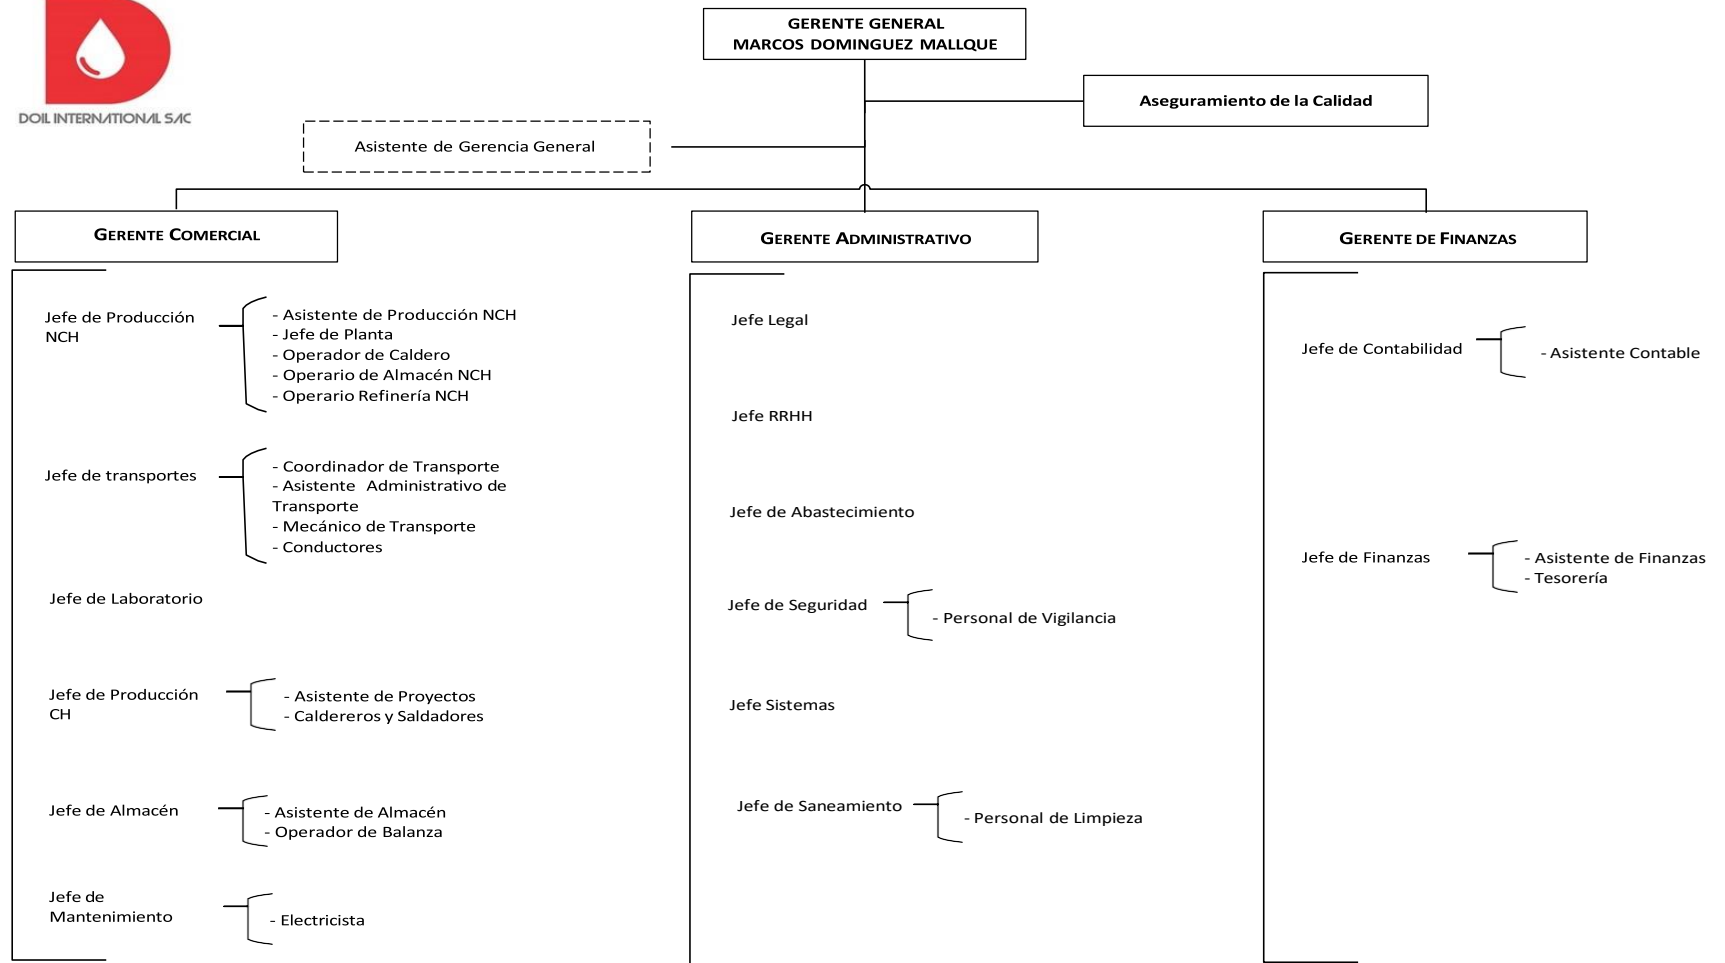 DOIL INTERNATIONAL SAC
GERENTE GENERAL
MARCOS DOMINGUEZ MALLQUE
Aseguramiento de la Calidad
Asistente de Gerencia General
GERENTE COMERCIAL
Jefe de Producción
NCH
- Asistente de Producción NCH
- Jefe de Planta
- Operador de Caldero
- Operario de Almacén NCH
- Operario Refinería NCH
Jefe de transportes
- Coordinador de Transporte
- Asistente Administrativo de
Transporte
- Mecánico de Transporte
- Conductores
Jefe de Laboratorio
Jefe de Producción
CH
- Asistente de Proyectos
- Caldereros y Saldadores
Jefe de Almacén
- Asistente de Almacén
- Operador de Balanza
Jefe de
Mantenimiento
- Electricista
GERENTE ADMINISTRATIVO
Jefe Legal
Jefe RRHH
Jefe de Abastecimiento
Jefe de Seguridad
- Personal de Vigilancia
Jefe Sistemas
Jefe de Saneamiento
- Personal de Limpieza
GERENTE DE FINANZAS
Jefe de Contabilidad
- Asistente Contable
Jefe de Finanzas
- Asistente de Finanzas
- Tesorería